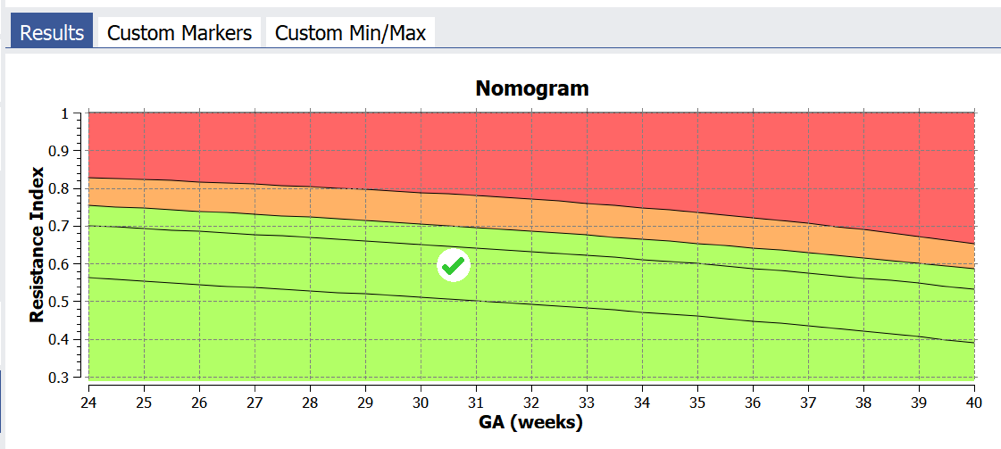 Results Custom Markers Custom Min/Max
Nomogram
Resistance Index
1
0.9
0.8
0.7
0.6
0.5
0.4
0.3
24 25 26 27 28 29 30 31 32 33 34 35 36 37 38 39 40
GA (weeks)